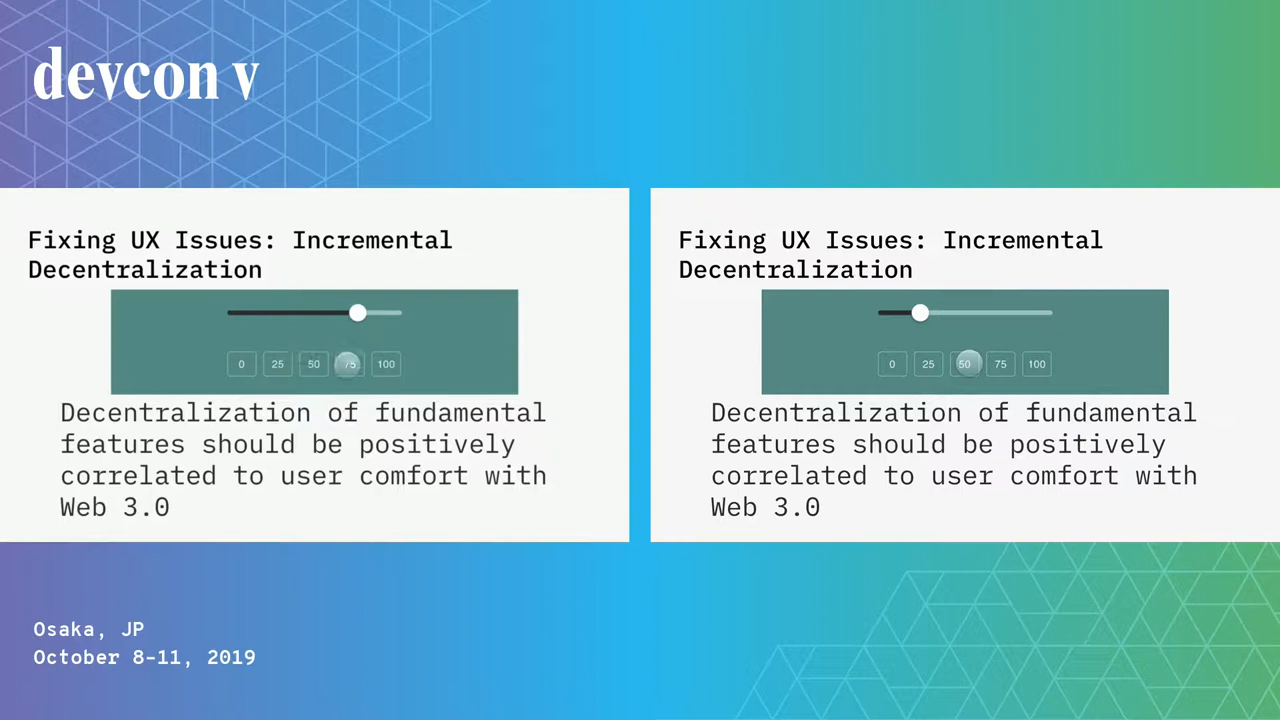 devcon v
Fixing UX Issues: Incremental
Decentralization
0 25 50 75 100
Decentralization of fundamental
features should be positively
correlated to user comfort with
Web 3.0
Fixing UX Issues: Incremental
Decentralization
0 25 50 75 100
Decentralization of fundamental
features should be positively
correlated to user comfort with
Web 3.0
Osaka, JP
October 8-11, 2019